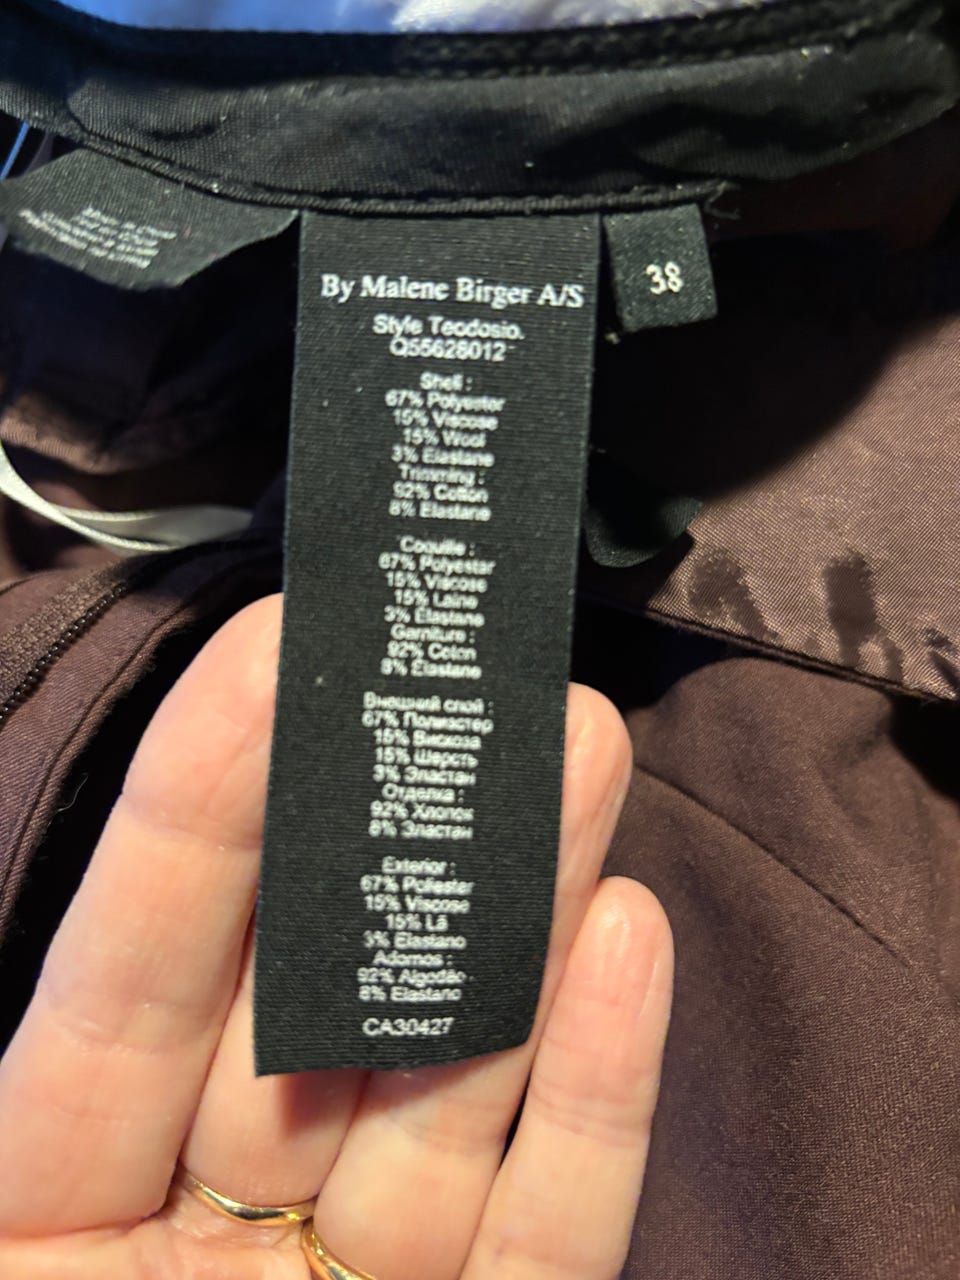 By Malene Birger A/S
Style Teodosio.
Q55628012
Shell :
67% Polyester
15% Viscose
15% Wool
3% Elastane
Trimming :
92% Cotton
8% Elastane
Coquille :
67% Polyester
15% Viscose
15% Laine
3% Elastane
Garniture :
92% Coton
8% Elastane
Внешний слой :
67% Полиэстер
15% Вискоза
15% Шерсть
3% Эластан
Отделка :
92% Хлопок
8% Эластан
Exterior :
67% Poliester
15% Viscose
15% Lã
3% Elastano
Adornos :
92% Algodão
8% Elastano
CA30427
38